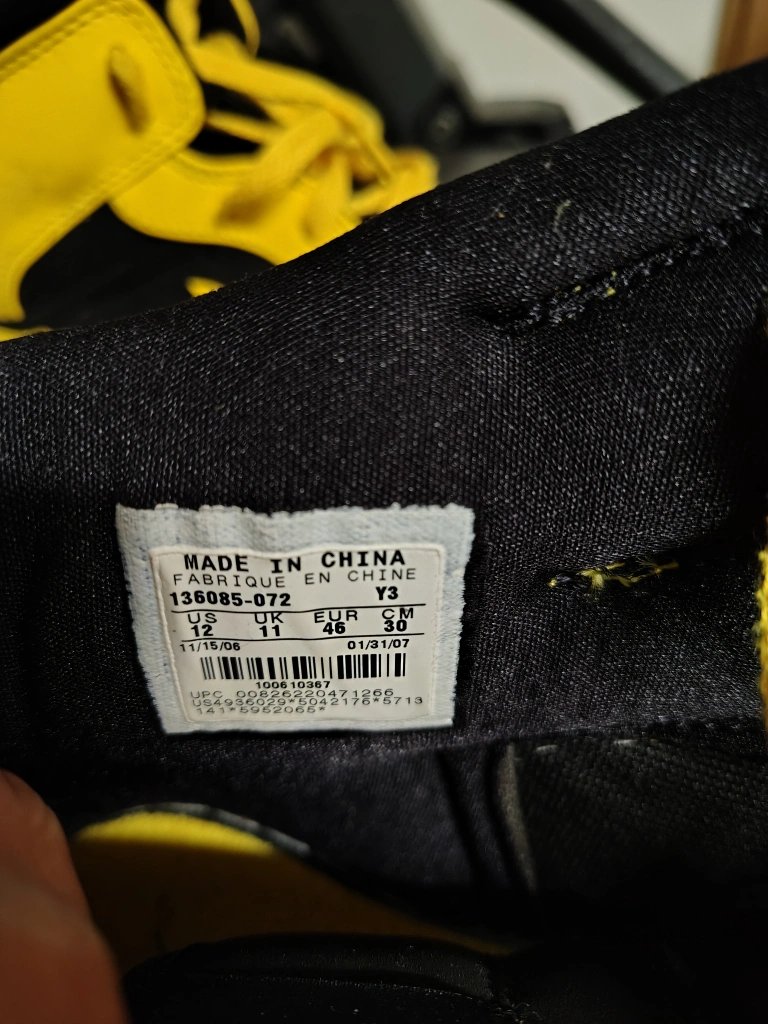 MADE IN CHINA
FABRIQUE EN CHINE
136085-072 Y3
US UK EUR CM
12 11 46 30
11/15/06 01/31/07
100610367
UPC 00826220471266
US4936029*5042176*5713
141*5952065*